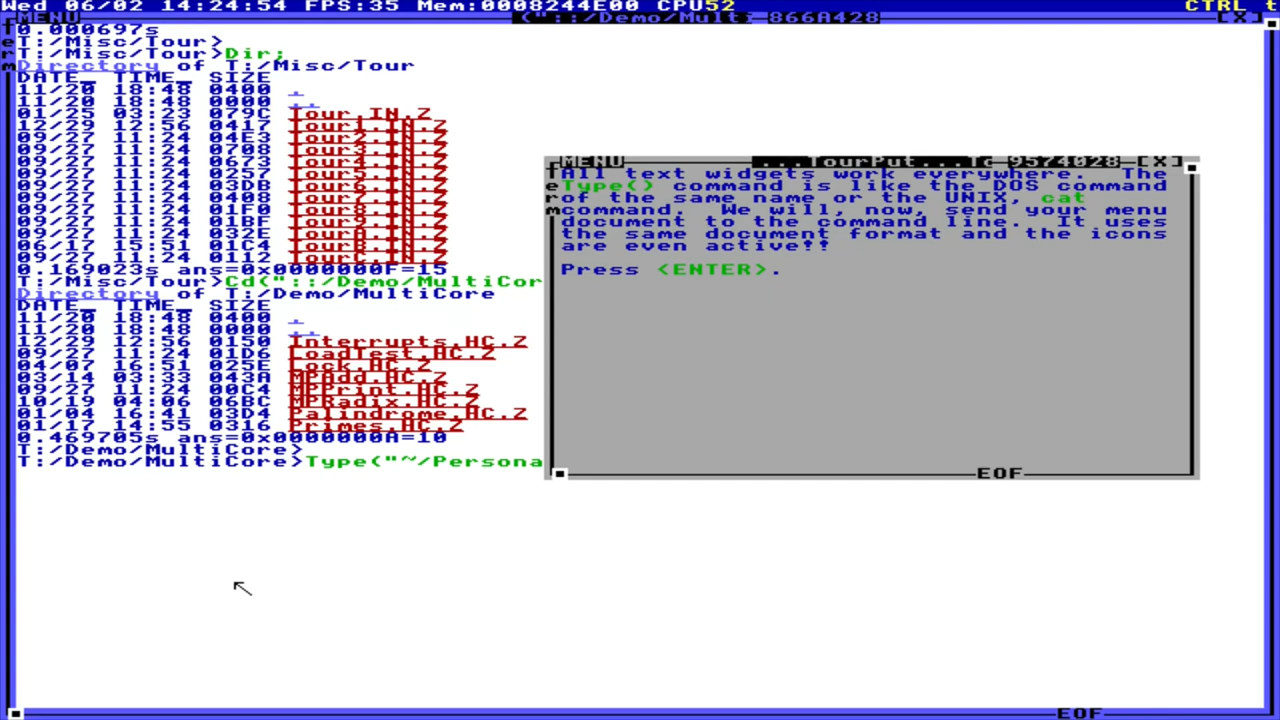 Wed 06/02 14:24:54 FPS:35 Mem:0008244E00 CPU52 CTRL t
MENU ("::/Demo/Multi 866A428 [X]
0.000697s
T:/Misc/Tour>
T:/Misc/Tour>Dir;
Directory of T:/Misc/Tour
DATE_ TIME_ SIZE
11/20 18:48 0400 .
11/20 18:48 0000 ..
01/25 03:23 079C Tour.IN.Z
12/29 12:56 0417 Tour1.IN.Z
09/27 11:24 04E3 Tour2.IN.Z
09/27 11:24 0708 Tour3.IN.Z
09/27 11:24 0673 Tour4.IN.Z
09/27 11:24 0257 Tour5.IN.Z
09/27 11:24 03DB Tour6.IN.Z
09/27 11:24 0408 Tour7.IN.Z
09/27 11:24 01F0 Tour8.IN.Z
09/27 11:24 01BF Tour9.IN.Z
09/27 11:24 032E TourA.IN.Z
06/17 15:51 01C4 TourB.IN.Z
09/27 11:24 0112 TourC.IN.Z
0.169023s ans=0x0000000F=15
T:/Misc/Tour>Cd("::/Demo/MultiCor
Directory of T:/Demo/MultiCore
DATE_ TIME_ SIZE
11/20 18:48 0400 .
11/20 18:48 0000 ..
12/29 12:56 0150 Interrupts.HC.Z
09/27 11:24 01D6 LoadTest.HC.Z
04/07 16:51 025E Lock.HC.Z
03/14 03:33 043A MPAdd.HC.Z
09/27 11:24 00C4 MPPrint.HC.Z
10/19 04:06 06BC MPRadix.HC.Z
01/04 16:41 03D4 Palindrome.HC.Z
01/17 14:55 0316 Primes.HC.Z
0.469705s ans=0x0000000A=10
T:/Demo/MultiCore>
T:/Demo/MultiCore>Type("~/Persona
MENU ...TourPut...Tc 9574028 [X]
All text widgets work everywhere. The
Type() command is like the DOS command
of the same name or the UNIX, cat
command. We will, now, send your menu
document to the command line. It uses
the same document format and the icons
are even active!!
Press <ENTER>.
EOF
EOF